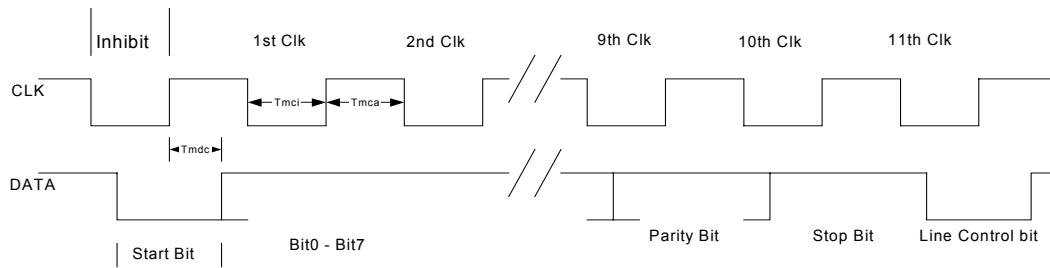 Inhibit
1st Clk
2nd Clk
9th Clk
10th Clk
11th Clk
CLK
Tmci
Tmca
Tmdc
DATA
Start Bit
Bit0 - Bit7
Parity Bit
Stop Bit
Line Control bit